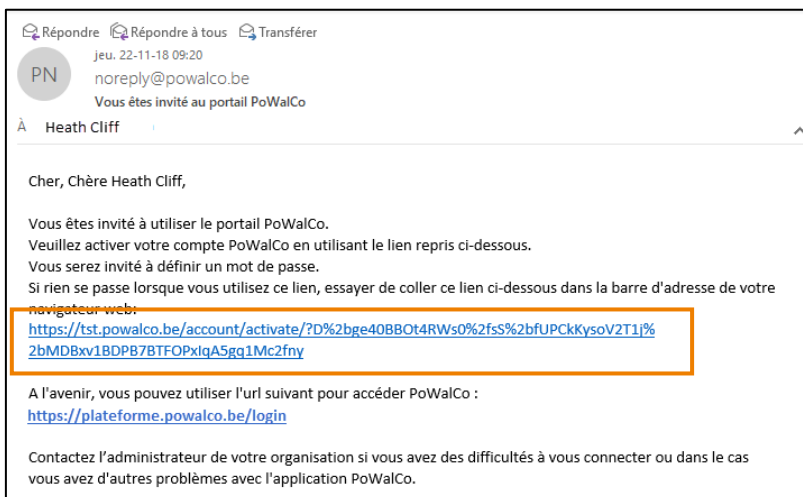 Répondre Répondre à tous Transférer
jeu. 22-11-18 09:20
PN
noreply@powalco.be
Vous êtes invité au portail PoWalCo
À Heath Cliff
Cher, Chère Heath Cliff,
Vous êtes invité à utiliser le portail PoWalCo.
Veuillez activer votre compte PoWalCo en utilisant le lien repris ci-dessous.
Vous serez invité à définir un mot de passe.
Si rien se passe lorsque vous utilisez ce lien, essayer de coller ce lien ci-dessous dans la barre d'adresse de votre
navigateur web:
https://tst.powalco.be/account/activate/?D%2bge40BBOt4RWs0%2fsS%2bfUPCkKysoV2T1j%
2bMDBxv1BDPB7BTFOPxIqA5gq1Mc2fny
A l'avenir, vous pouvez utiliser l'url suivant pour accéder PoWalCo :
https://plateforme.powalco.be/login
Contactez l’administrateur de votre organisation si vous avez des difficultés à vous connecter ou dans le cas
vous avez d'autres problèmes avec l'application PoWalCo.